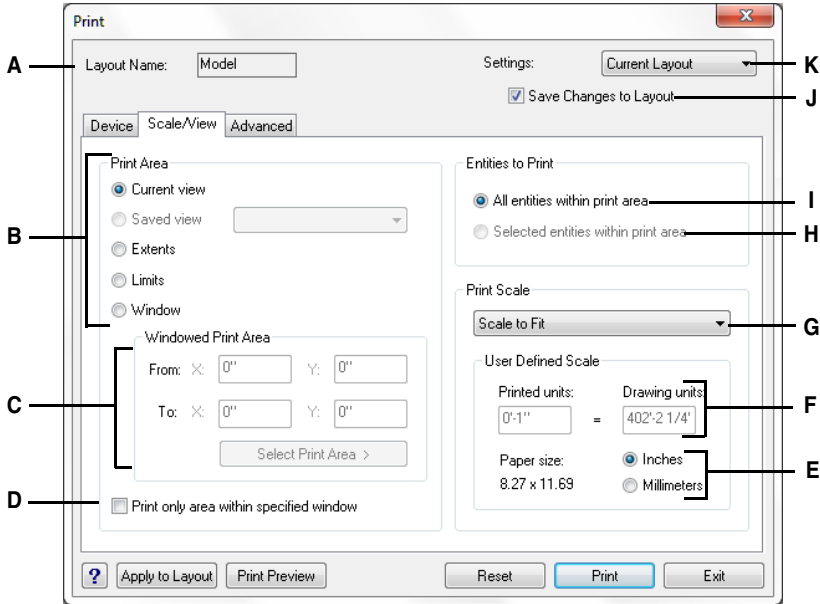 Print
A
Layout Name: Model
Settings: Current Layout
K
Save Changes to Layout
J
Device Scale/View Advanced
Print Area
B
Current view
Saved view
Extents
Limits
Window
Windowed Print Area
C
From: X: 0'' Y: 0''
To: X: 0'' Y: 0''
Select Print Area >
D
Print only area within specified window
Entities to Print
All entities within print area
I
Selected entities within print area
H
Print Scale
Scale to Fit
G
User Defined Scale
Printed units: Drawing units:
0'-1'' = 402'-2 1/4'
F
Paper size:
8.27 x 11.69
Inches
Millimeters
E
? Apply to Layout Print Preview Reset Print Exit